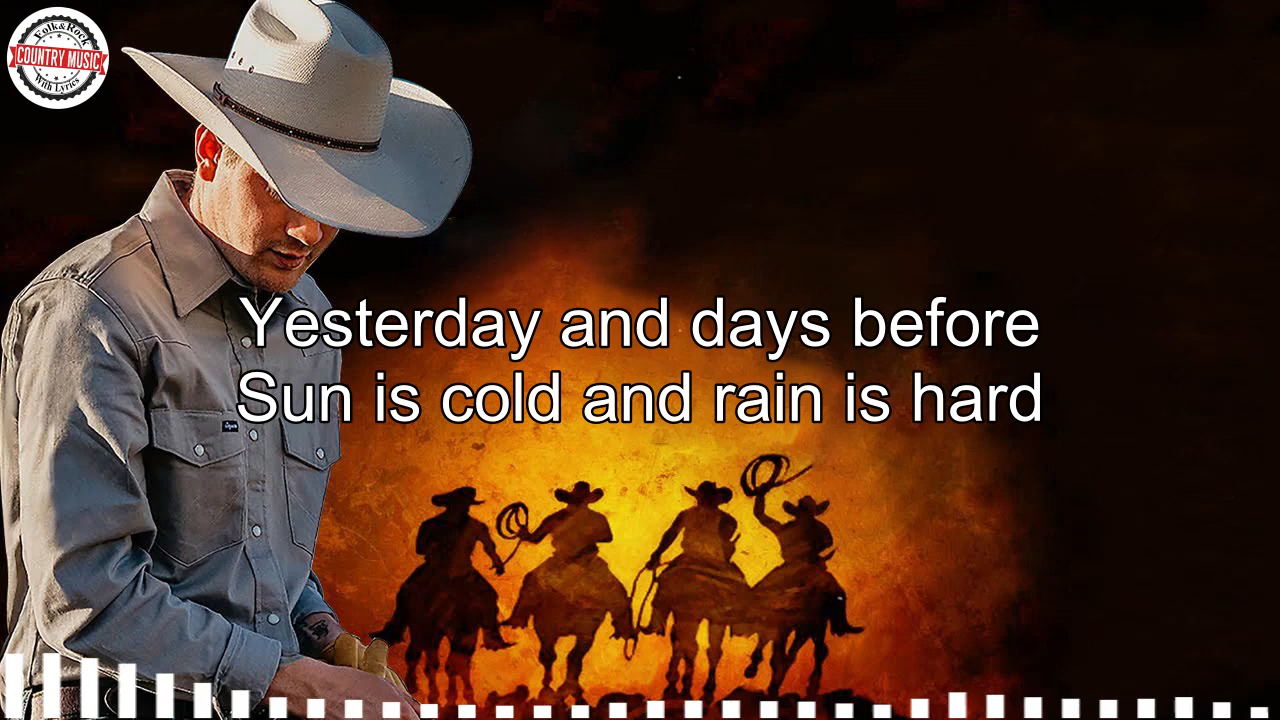 Folk&Rock
COUNTRY MUSIC
With Lyrics
Yesterday and days before
Sun is cold and rain is hard